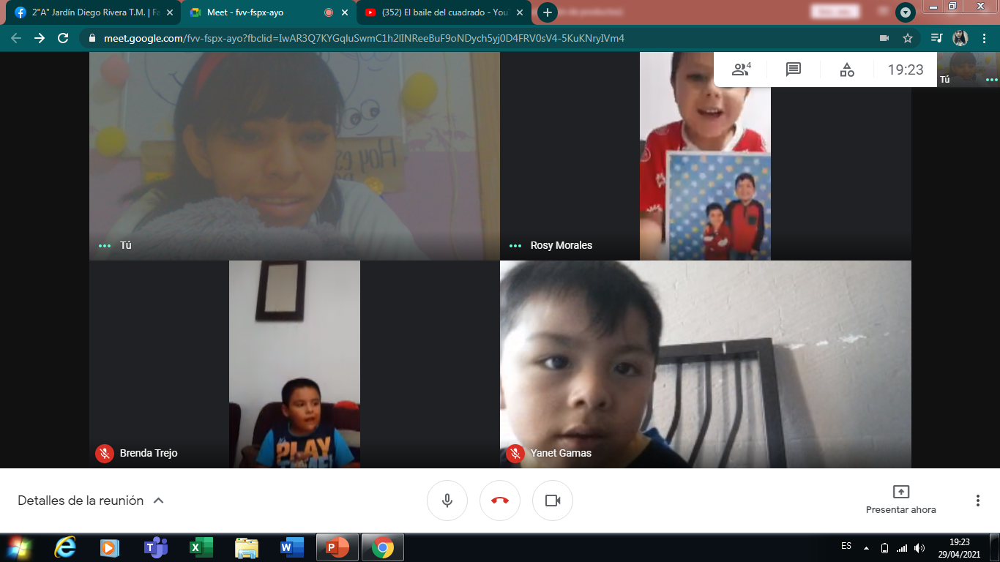 2"A" Jardín Diego Rivera T.M. | Fa
Meet - fvv-fspx-ayo
(352) El baile del cuadrado - You
meet.google.com/fvv-fspx-ayo?fbclid=IwAR3Q7KYGqluSwmC1h2lINReeBuF9oNDych5yj0D4FRV0sV4-5KuKNryIVm4
4
19:23
Tú
Hoy es
Tú
Rosy Morales
PLAY
Brenda Trejo
Yanet Gamas
Detalles de la reunión
Presentar ahora
ES
19:23
29/04/2021